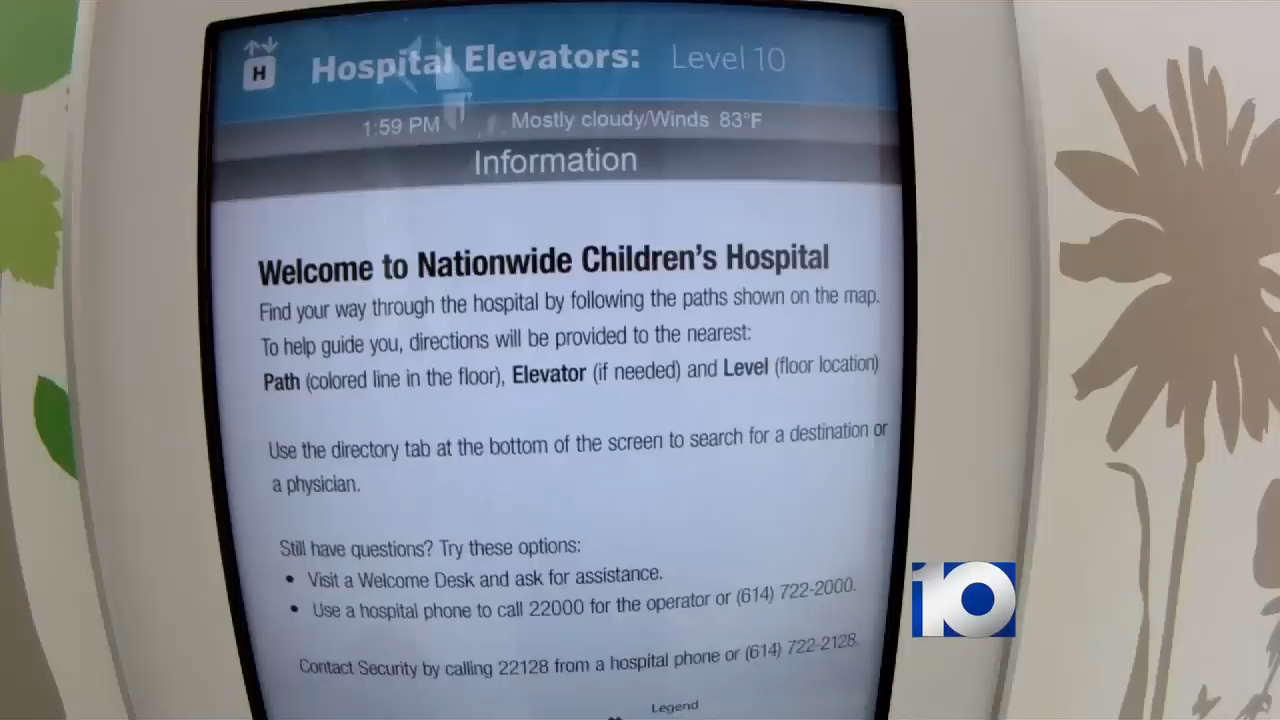 H
Hospital Elevators: Level 10
1:59 PM Mostly cloudy/Winds 83°F
Information
Welcome to Nationwide Children's Hospital
Find your way through the hospital by following the paths shown on the map.
To help guide you, directions will be provided to the nearest:
Path (colored line in the floor), Elevator (if needed) and Level (floor location)
Use the directory tab at the bottom of the screen to search for a destination or
a physician.
Still have questions? Try these options:
• Visit a Welcome Desk and ask for assistance.
• Use a hospital phone to call 22000 for the operator or (614) 722-2000.
10
Contact Security by calling 22128 from a hospital phone or (614) 722-2128.
Legend